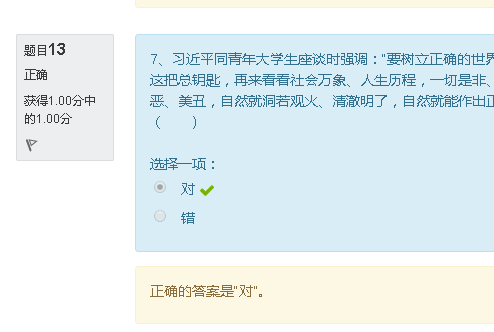 题目13
正确
获得1.00分中
的1.00分
7、习近平同青年大学生座谈时强调："要树立正确的世界
这把总钥匙，再来看看社会万象、人生历程，一切是非、
恶、美丑，自然就洞若观火、清澈明了，自然就能作出正
（　　）
选择一项：
对
错
正确的答案是"对"。